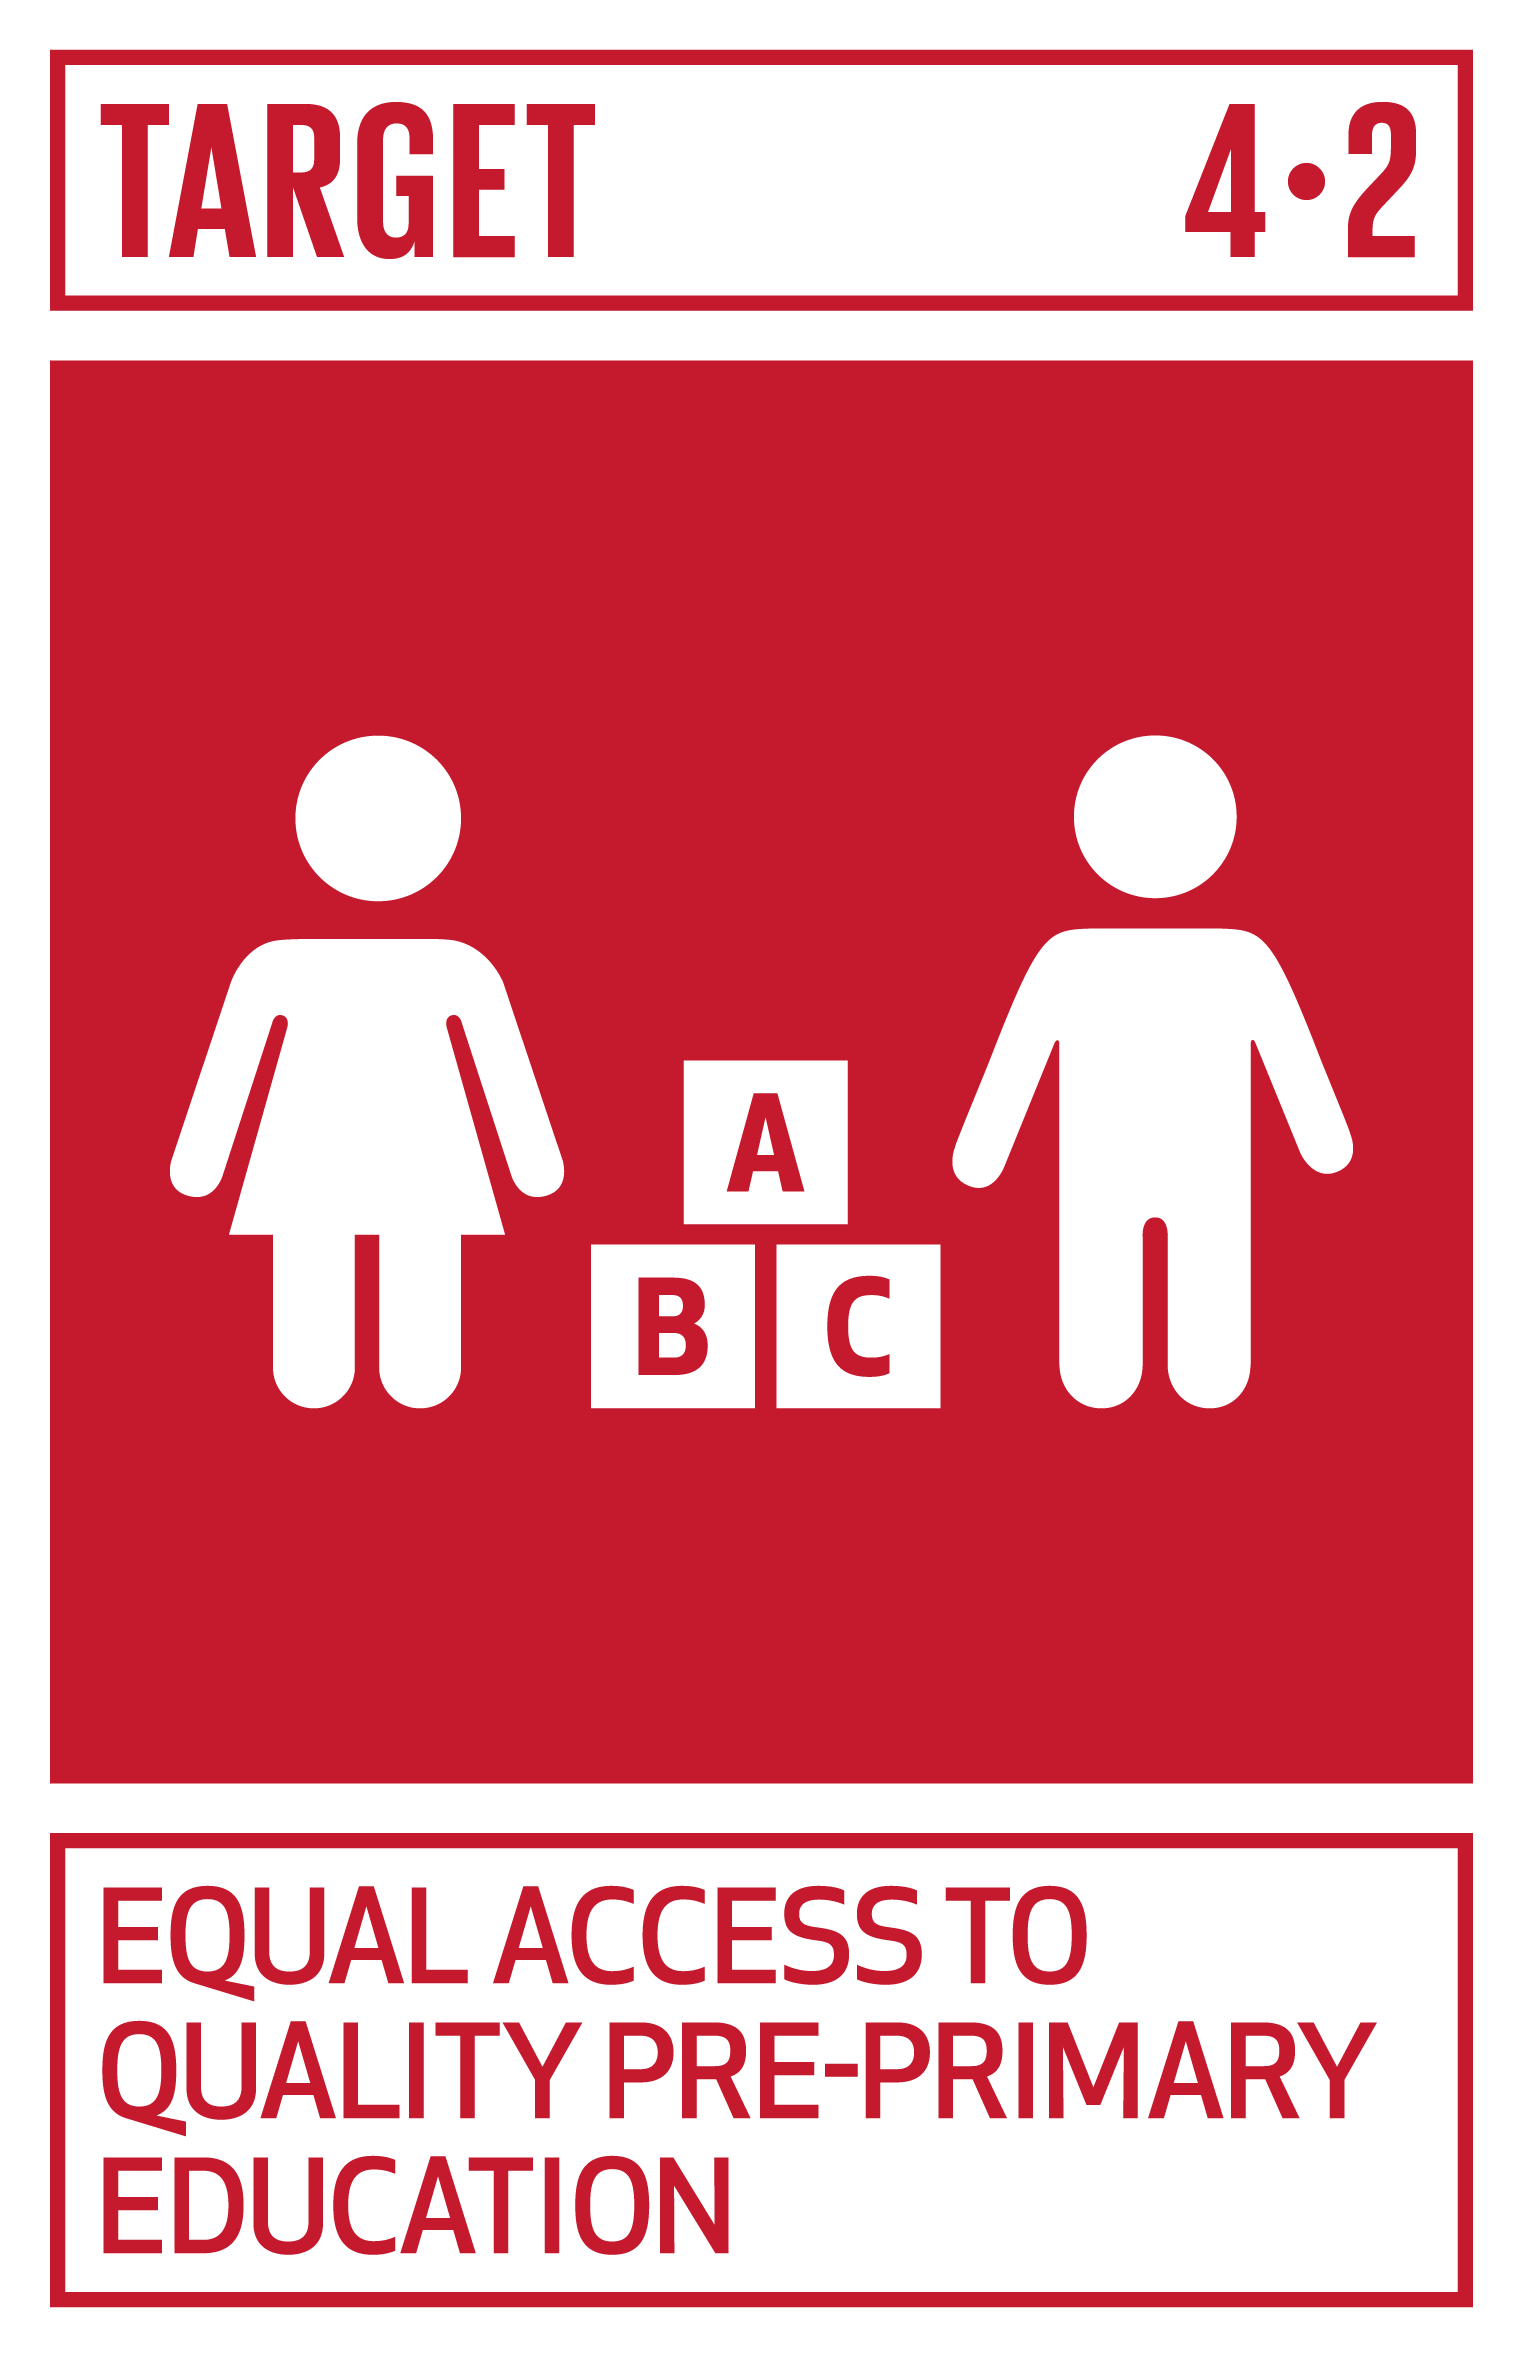 TARGET 4·2
A
B C
EQUAL ACCESS TO
QUALITY PRE-PRIMARY
EDUCATION